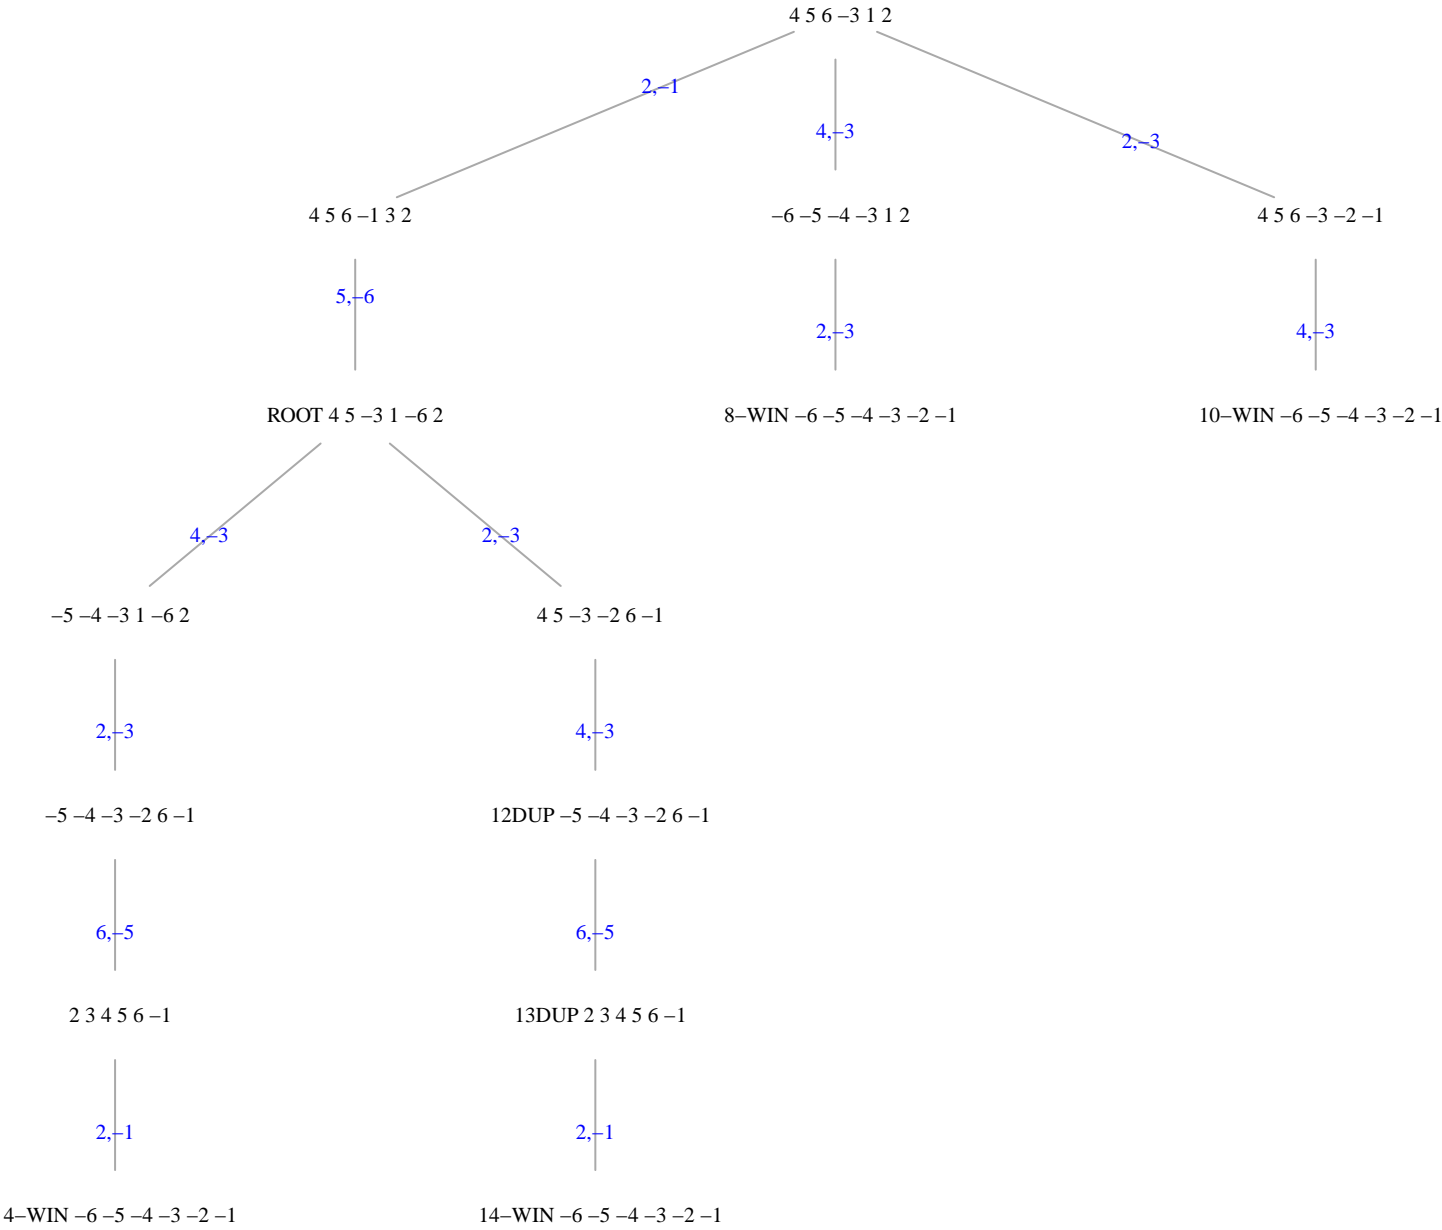 4 5 6 –3 1 2
2,–1
4,–3
2,–3
4 5 6 –1 3 2
–6 –5 –4 –3 1 2
4 5 6 –3 –2 –1
5,–6
2,–3
4,–3
ROOT 4 5 –3 1 –6 2
8–WIN –6 –5 –4 –3 –2 –1
10–WIN –6 –5 –4 –3 –2 –1
4,–3
2,–3
–5 –4 –3 1 –6 2
4 5 –3 –2 6 –1
2,–3
4,–3
–5 –4 –3 –2 6 –1
12DUP –5 –4 –3 –2 6 –1
6,–5
6,–5
2 3 4 5 6 –1
13DUP 2 3 4 5 6 –1
2,–1
2,–1
4–WIN –6 –5 –4 –3 –2 –1
14–WIN –6 –5 –4 –3 –2 –1